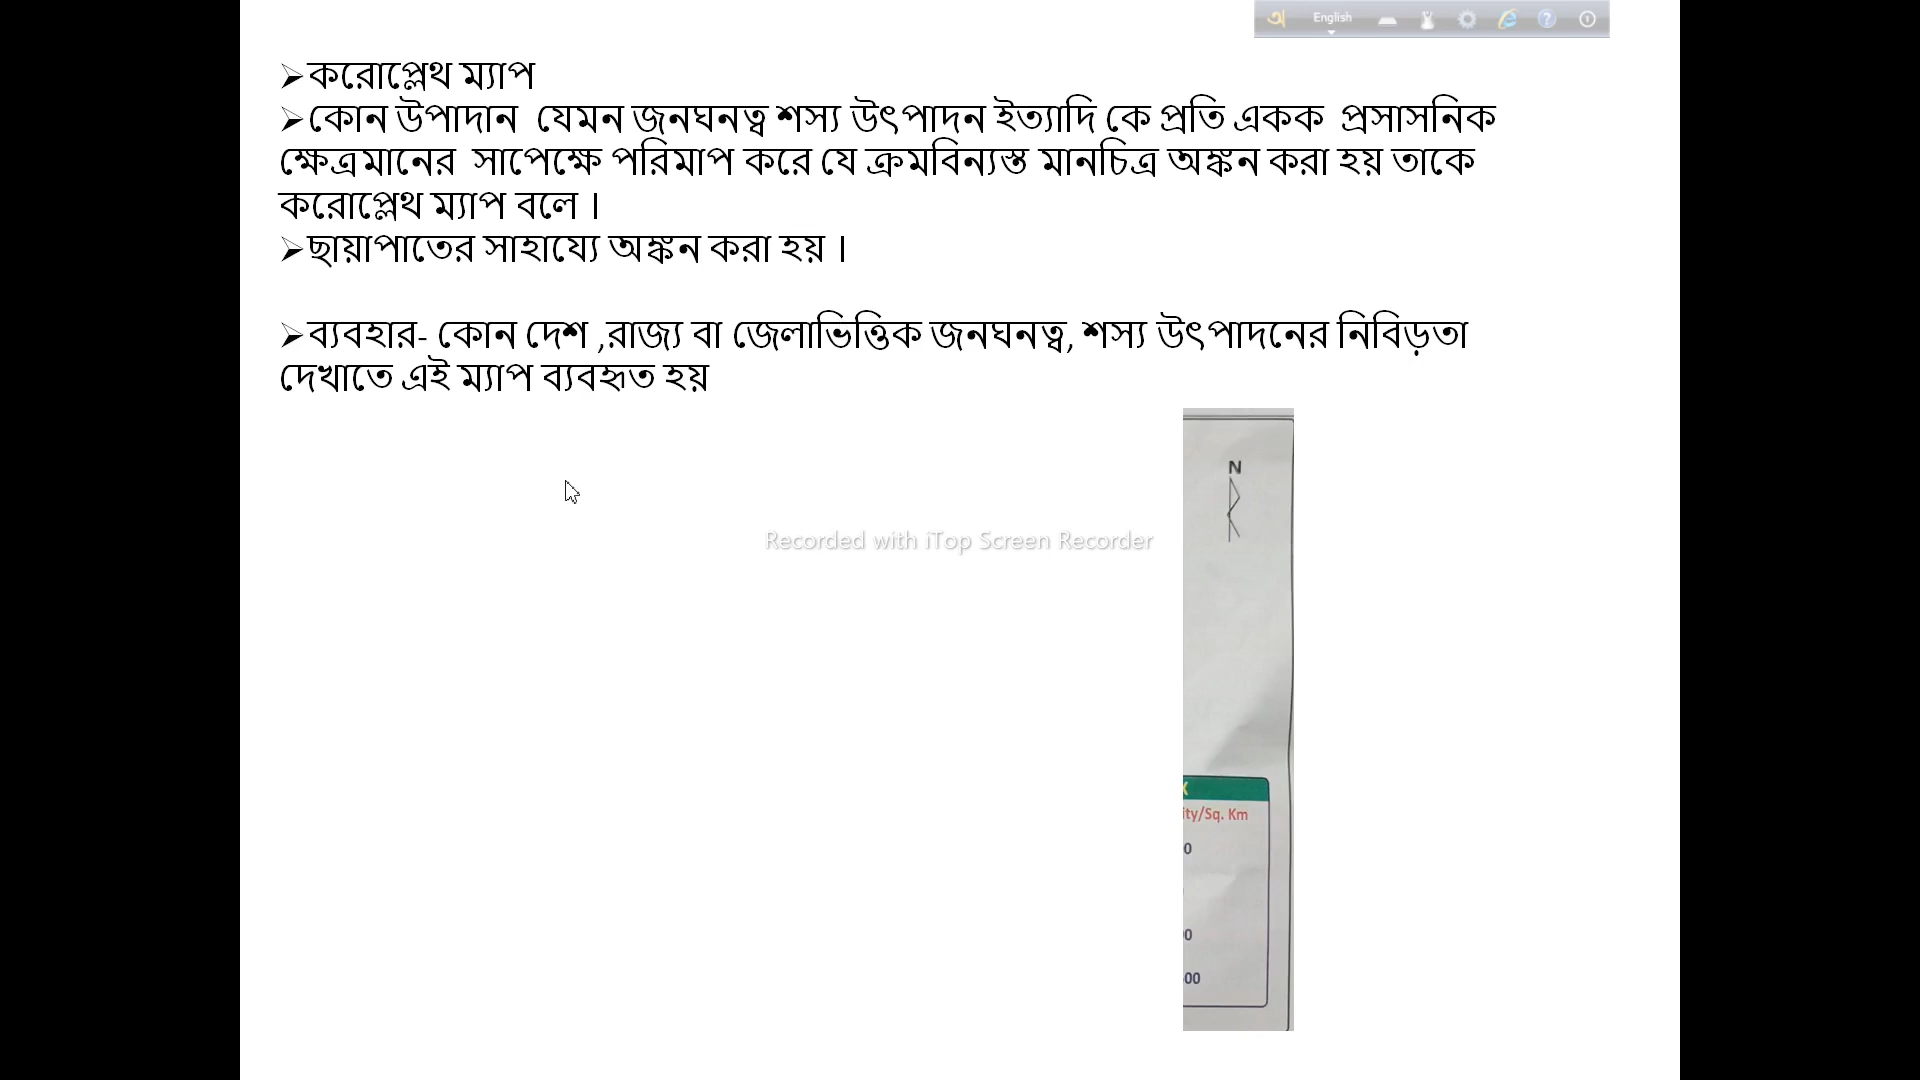 English
➢করোপ্লেথ ম্যাপ
➢কোন উপাদান যেমন জনঘনত্ব শস্য উৎপাদন ইত্যাদি কে প্রতি একক প্রসাসনিক
ক্ষেত্রমানের সাপেক্ষে পরিমাপ করে যে ক্রমবিন্যস্ত মানচিত্র অঙ্কন করা হয় তাকে
করোপ্লেথ ম্যাপ বলে ।
➢ছায়াপাতের সাহায্যে অঙ্কন করা হয় ।
➢ব্যবহার- কোন দেশ ,রাজ্য বা জেলাভিত্তিক জনঘনত্ব, শস্য উৎপাদনের নিবিড়তা
দেখাতে এই ম্যাপ ব্যবহৃত হয়
N
Recorded with iTop Screen Recorder
ity/Sq. Km
0
00